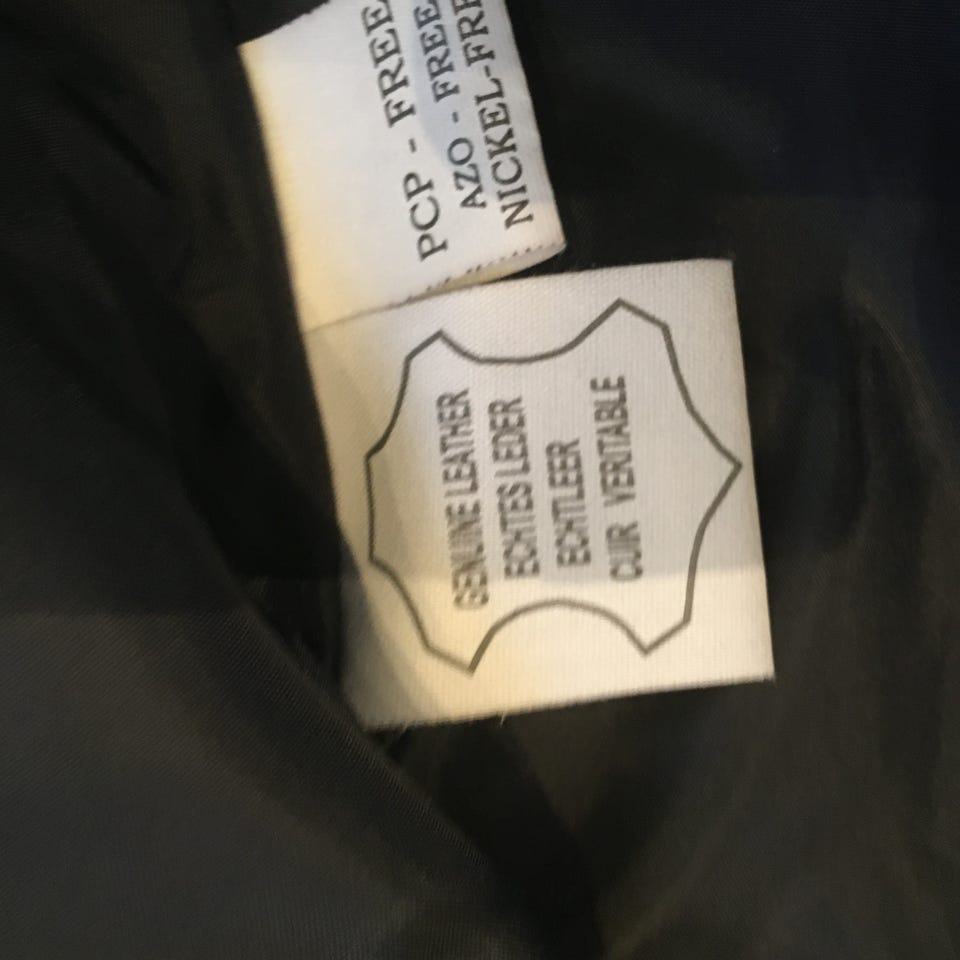 PCP - FREE
AZO - FREE
NICKEL-FRE
GENUINE LEATHER
ECHTES LEDER
ECHTLEER
CUIR VERITABLE